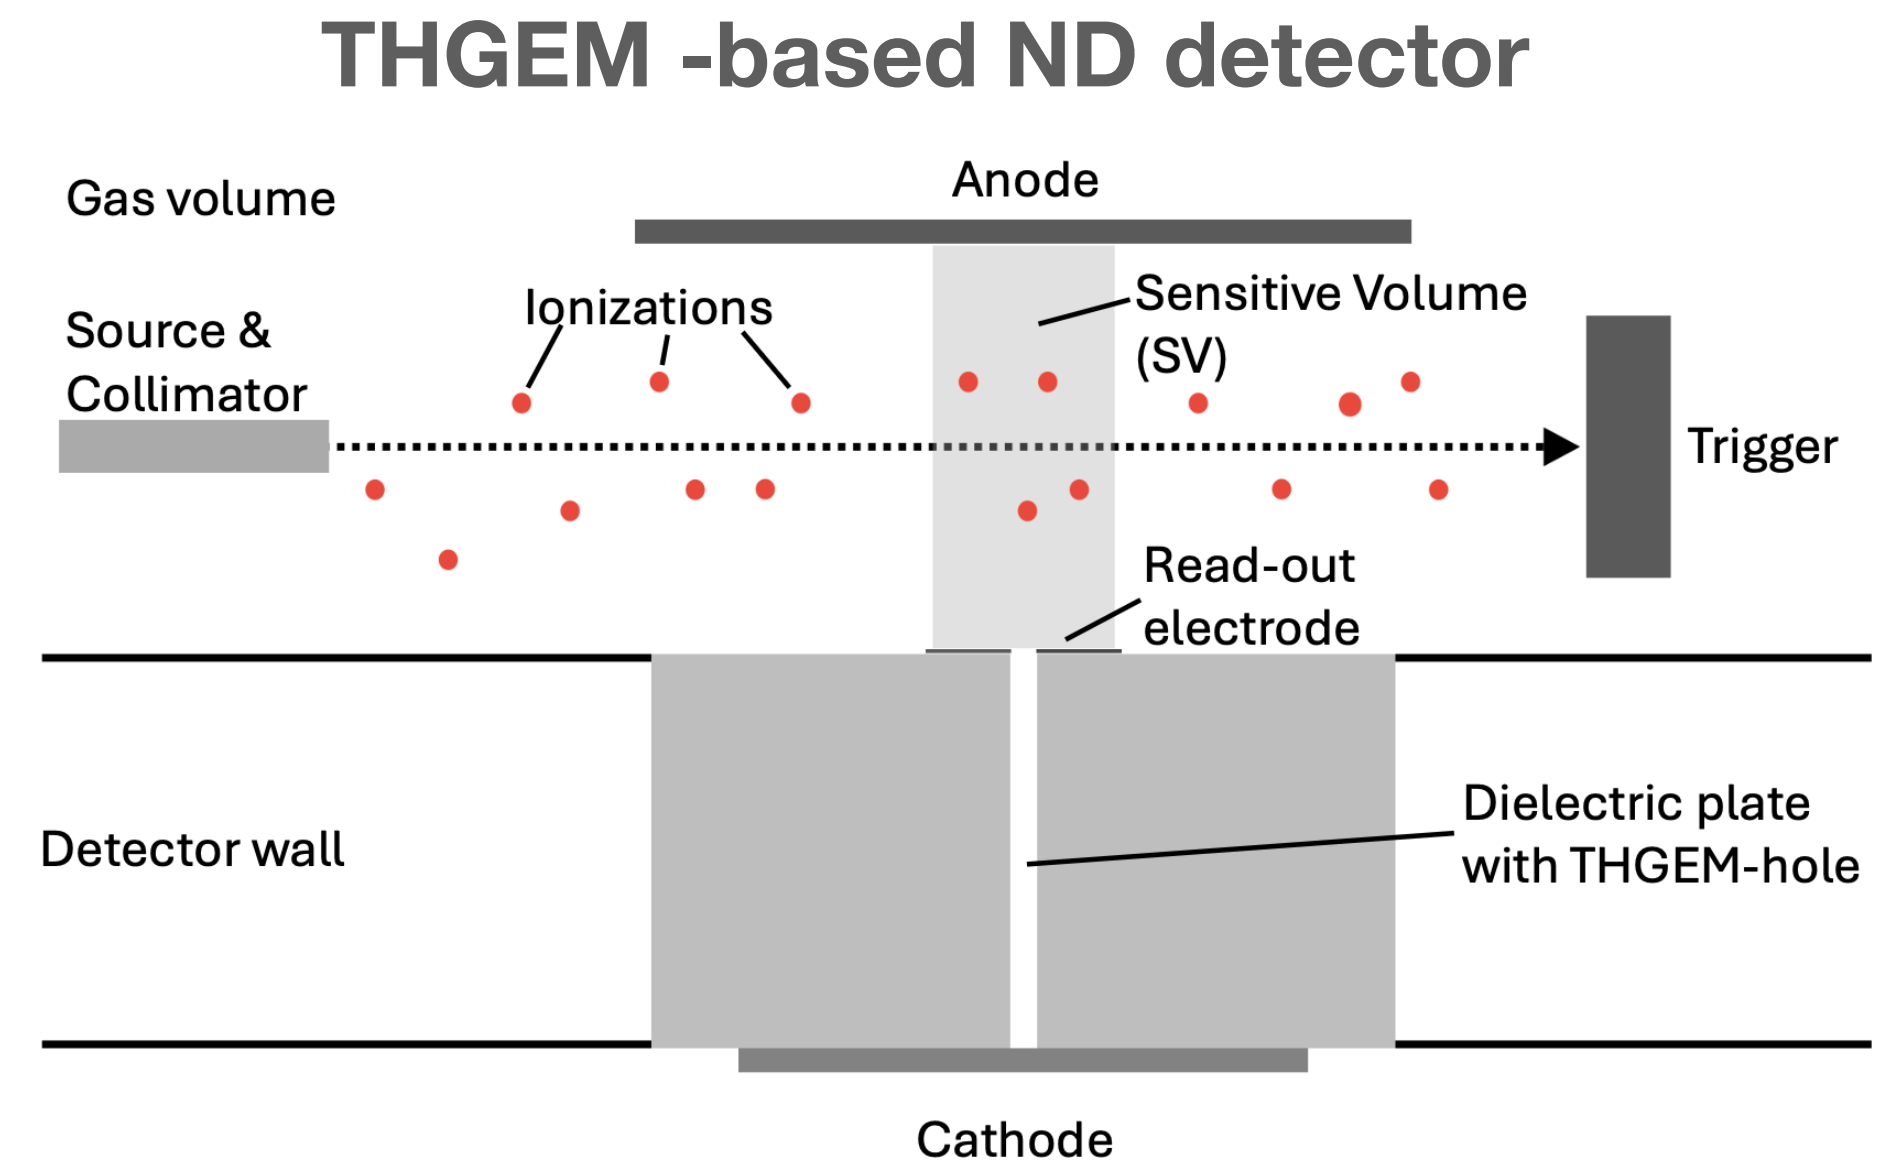 THGEM -based ND detector
Gas volume
Anode
Source &
Collimator
Ionizations
Sensitive Volume
(SV)
Trigger
Read-out
electrode
Detector wall
Dielectric plate
with THGEM-hole
Cathode